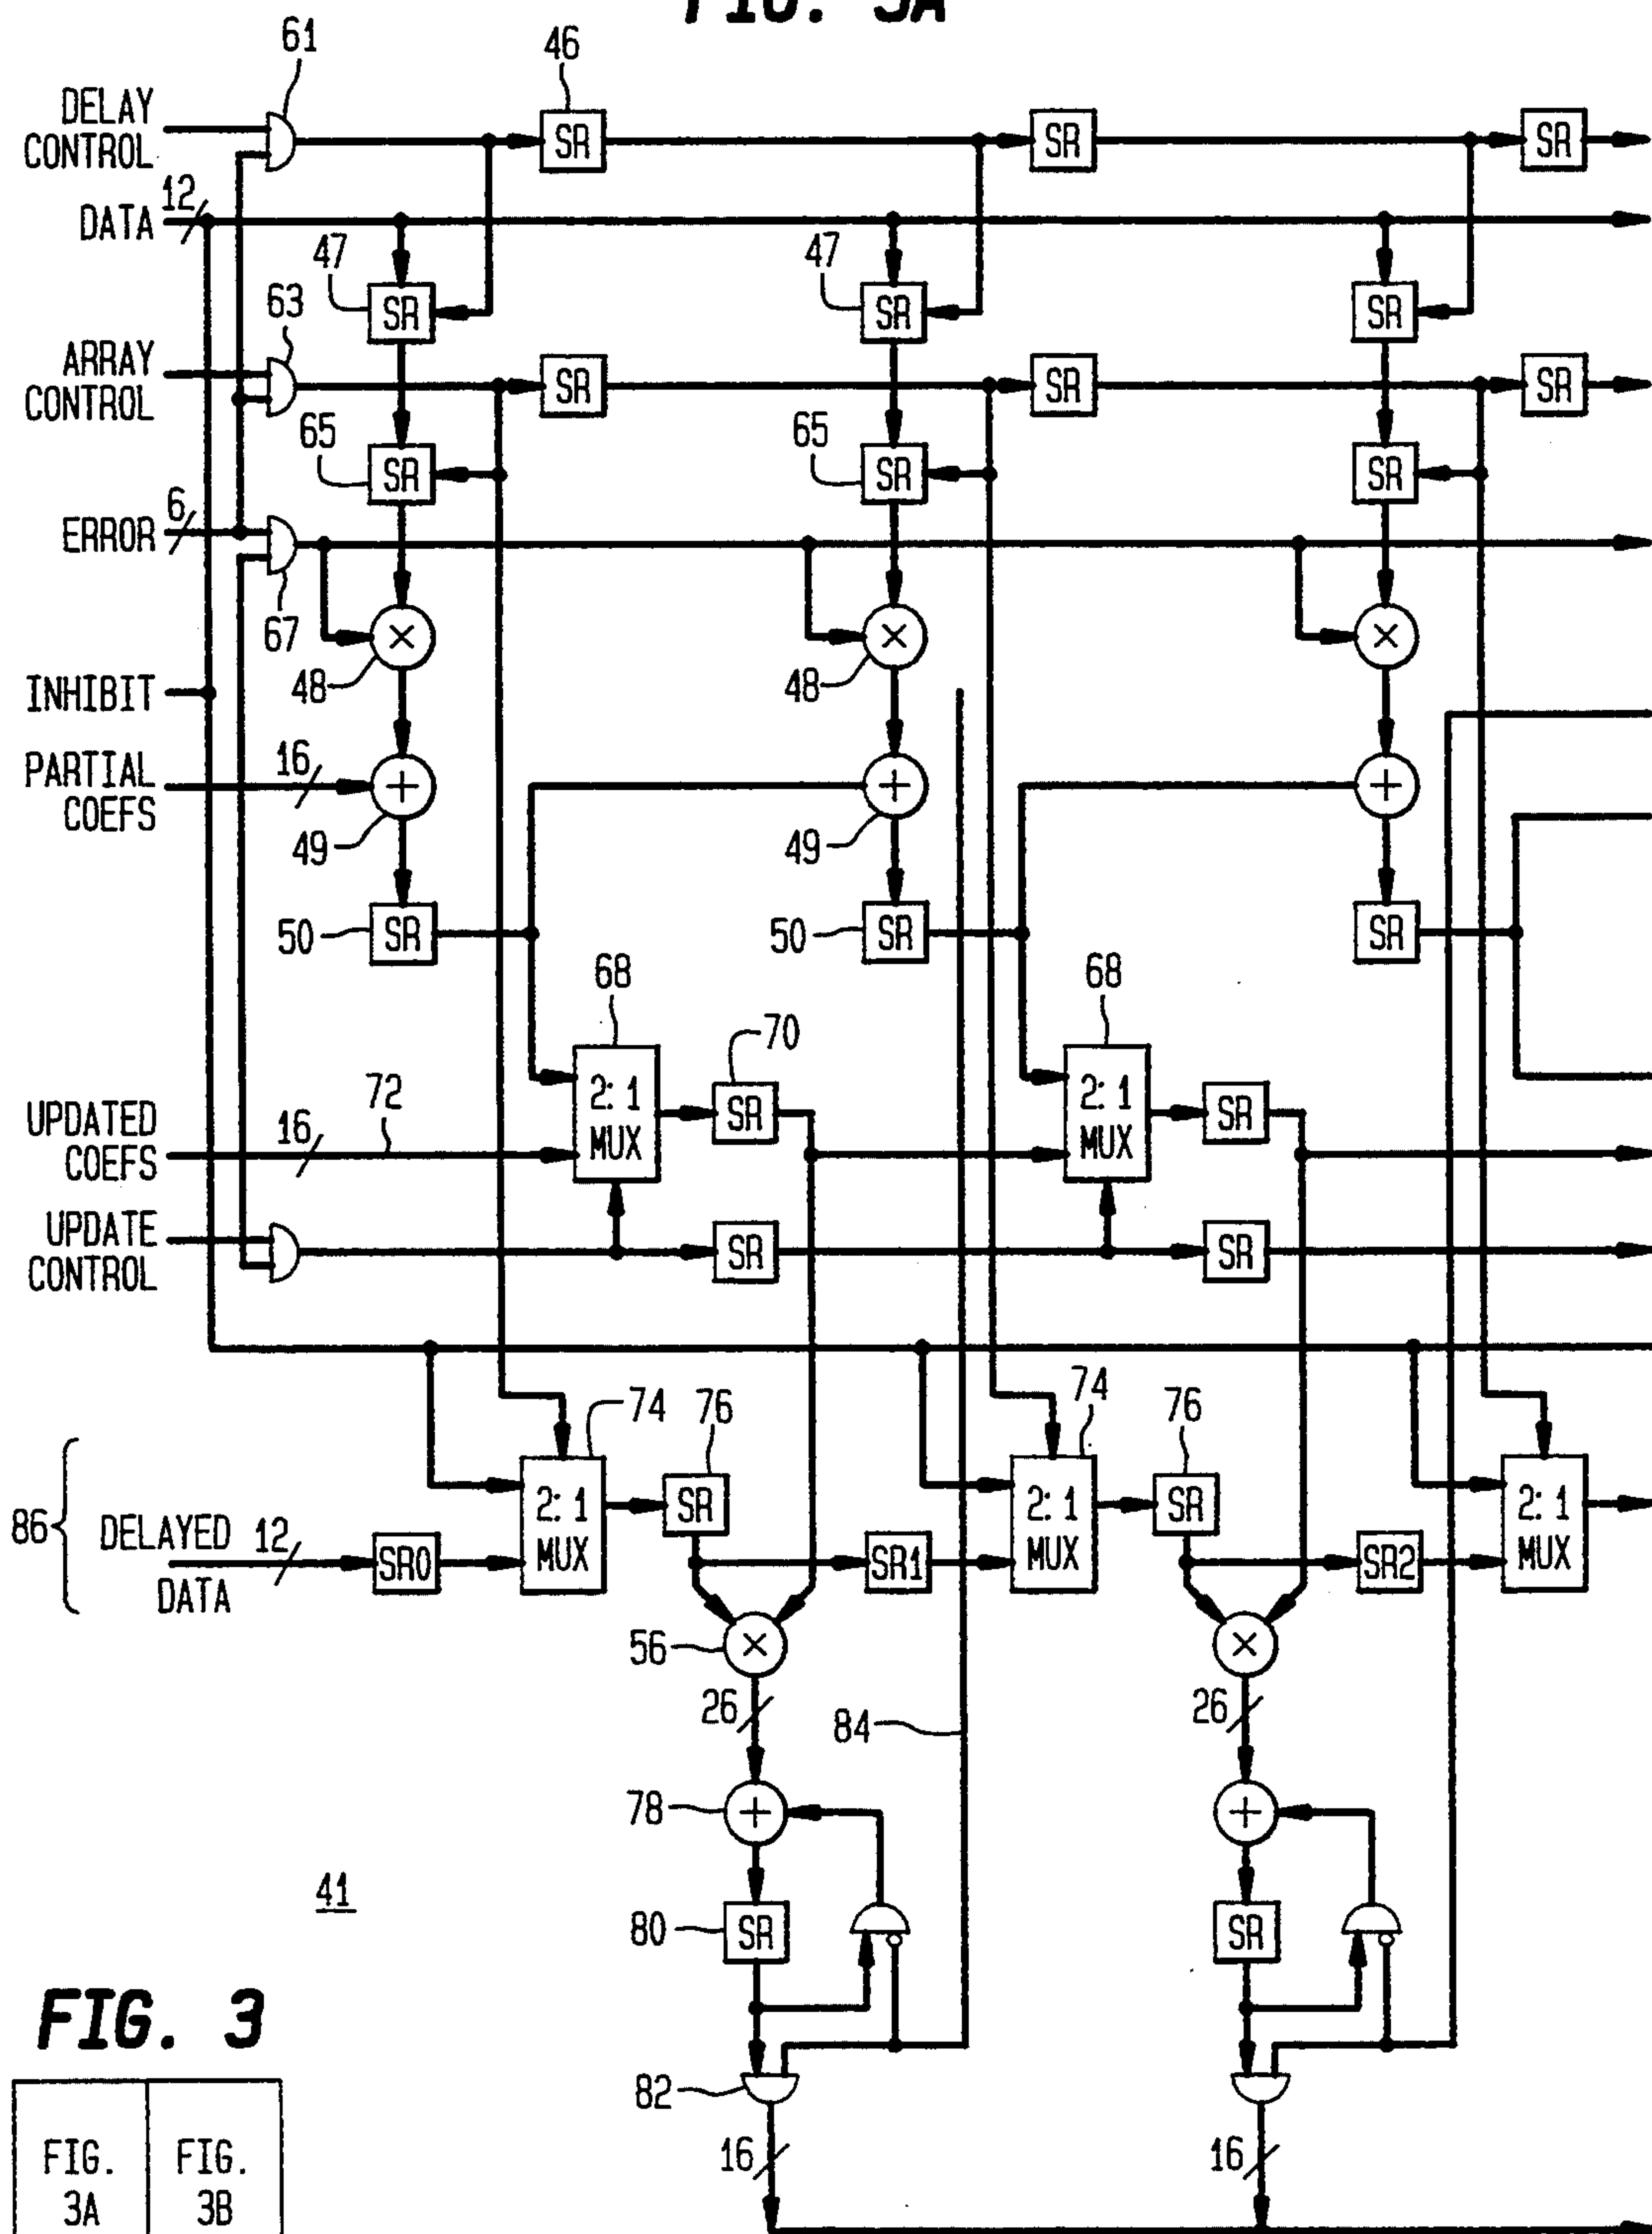 FIG. 3A
61
46
DELAY
CONTROL
SR
SR
SR
12
DATA
47
47
SR
SR
SR
63
ARRAY
CONTROL
SR
SR
SR
65
65
SR
SR
SR
6
ERROR
67
×
×
×
48
48
INHIBIT
PARTIAL
COEFS
16
+
+
+
49
49
50
SR
50
SR
SR
68
68
70
2:1
MUX
SR
2:1
MUX
SR
UPDATED
COEFS
16
72
UPDATE
CONTROL
SR
SR
74
76
74
76
86
DELAYED
DATA
12
SR0
2:1
MUX
SR
SR1
2:1
MUX
SR
SR2
2:1
MUX
56
×
×
26
84
26
78
+
+
41
80
SR
SR
FIG. 3
82
16
16
FIG.
3A
FIG.
3B